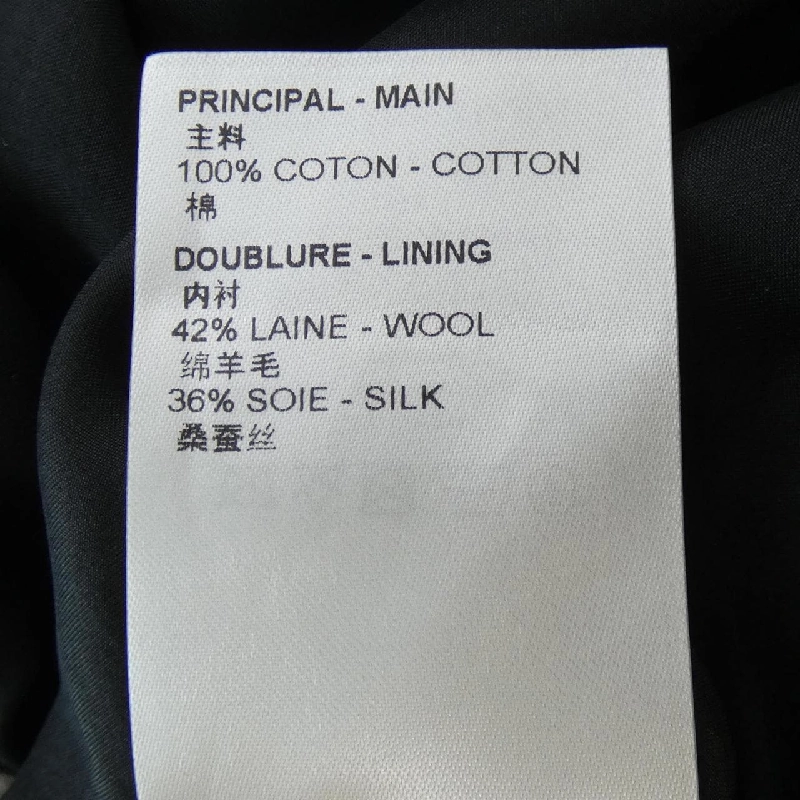 PRINCIPAL - MAIN
主料
100% COTON - COTTON
棉
DOUBLURE - LINING
内衬
42% LAINE - WOOL
绵羊毛
36% SOIE - SILK
桑蚕丝